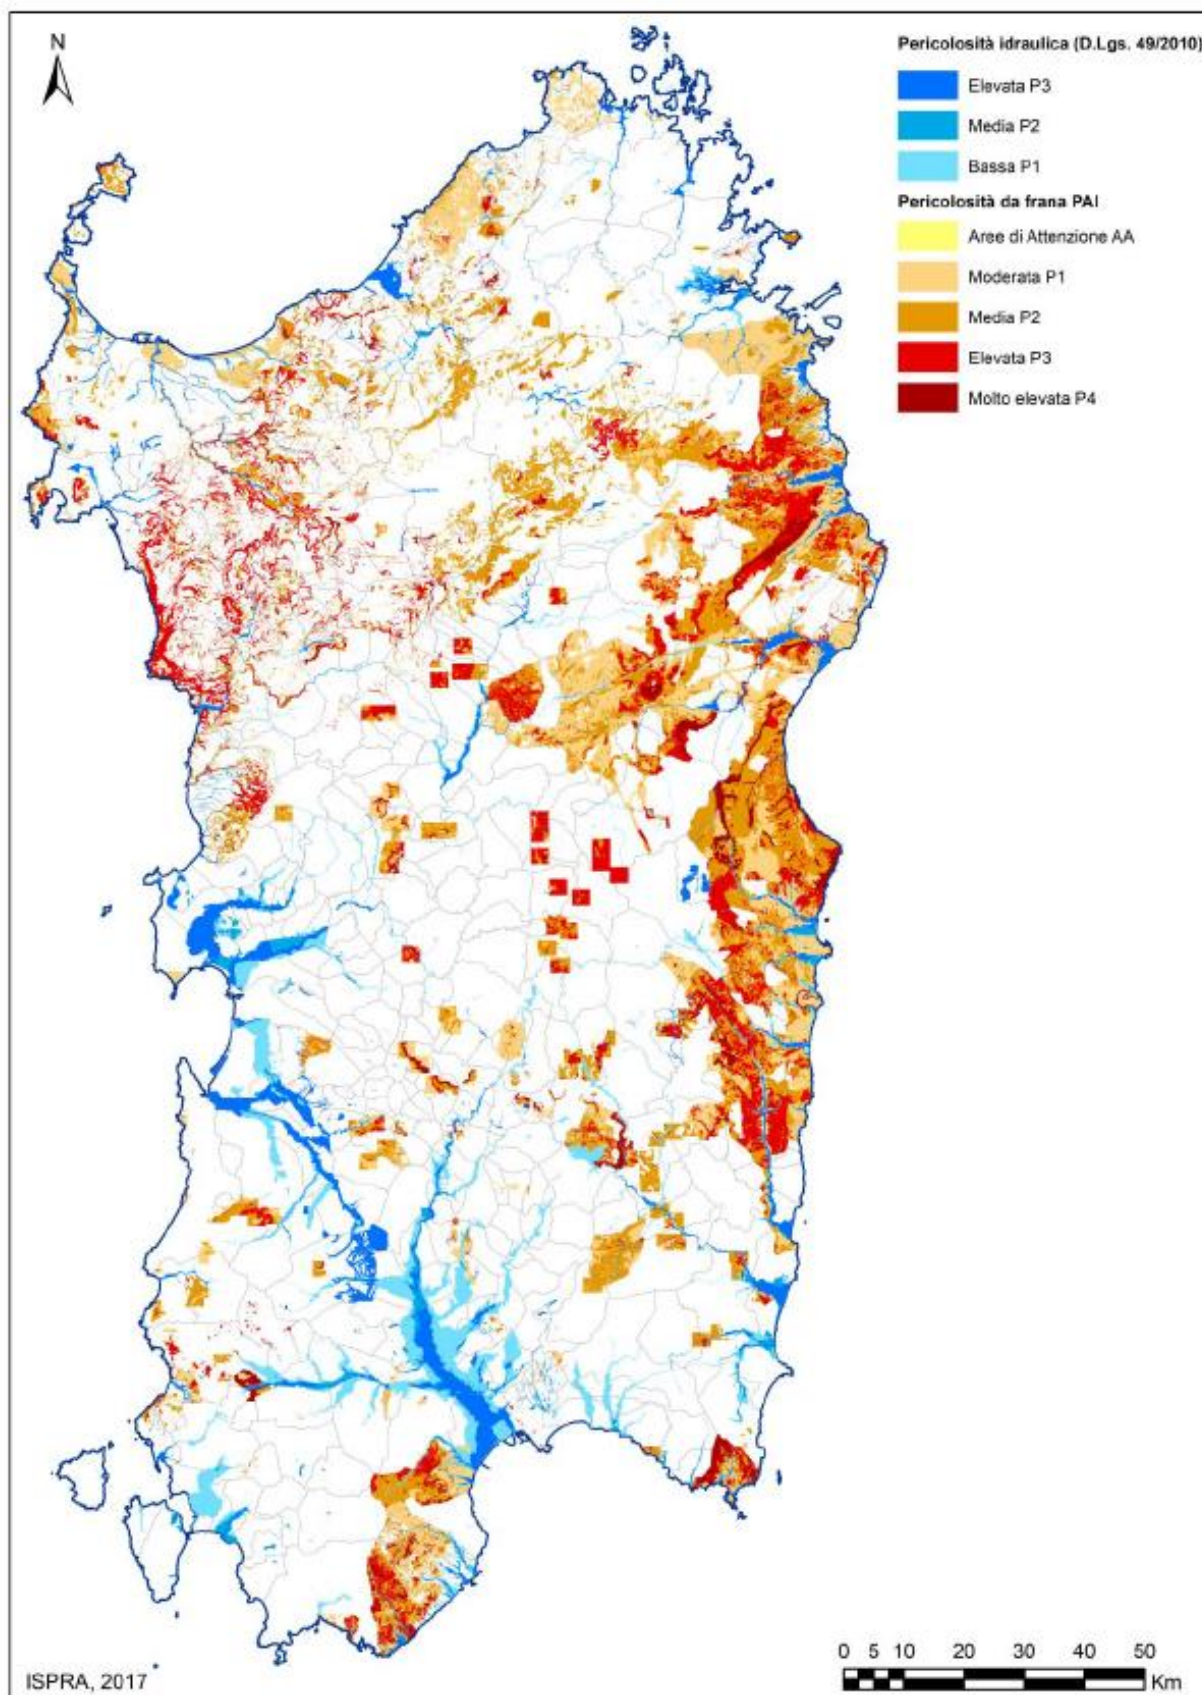 N
Pericolosità idraulica (D.Lgs. 49/2010)
Elevata P3
Media P2
Bassa P1
Pericolosità da frana PAI
Aree di Attenzione AA
Moderata P1
Media P2
Elevata P3
Molto elevata P4
0 5 10 20 30 40 50
Km
ISPRA, 2017